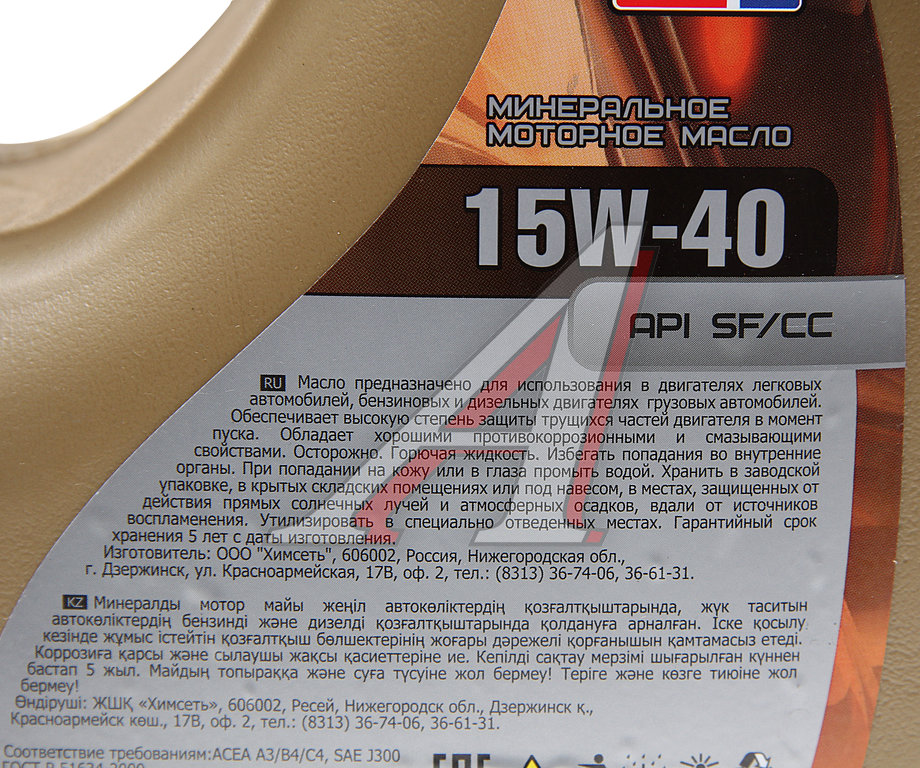 МИНЕРАЛЬНОЕ
МОТОРНОЕ МАСЛО
15W-40
API SF/CC
RU Масло предназначено для использования в двигателях легковых
автомобилей, бензиновых и дизельных двигателях грузовых автомобилей.
Обеспечивает высокую степень защиты трущихся частей двигателя в момент
пуска. Обладает хорошими противокоррозионными и смазывающими
свойствами. Осторожно. Горючая жидкость. Избегать попадания во внутренние
органы. При попадании на кожу или в глаза промыть водой. Хранить в заводской
упаковке, в крытых складских помещениях или под навесом, в местах, защищенных от
действия прямых солнечных лучей и атмосферных осадков, вдали от источников
воспламенения. Утилизировать в специально отведенных местах. Гарантийный срок
хранения 5 лет с даты изготовления.
Изготовитель: ООО "Химсеть", 606002, Россия, Нижегородская обл.,
г. Дзержинск, ул. Красноармейская, 17В, оф. 2, тел.: (8313) 36-74-06, 36-61-31.
KZ Минералды мотор майы жеңіл автокөліктердің қозғалтқыштарында, жүк таситын
автокөліктердің бензинді және дизелді қозғалтқыштарында қолдануға арналған. Іске қосылу
кезінде жұмыс істейтін қозғалтқыш бөлшектерінің жоғары дәрежелі қорғанышын қамтамасыз етеді.
Коррозияға қарсы және сылаушы жақсы қасиеттеріне ие. Кепілді сақтау мерзімі шығарылған күннен
бастап 5 жыл. Майдың топыраққа және суға түсуіне жол бермеу! Теріге және көзге тиюіне жол
бермеу!
Өндіруші: ЖШҚ «Химсеть», 606002, Ресей, Нижегородск обл., Дзержинск қ.,
Красноармейск көш., 17В, оф. 2, тел.: (8313) 36-74-06, 36-61-31.
Соответствие требованиям:ACEA A3/B4/C4, SAE J300
ГОСТ Р 51634-2000